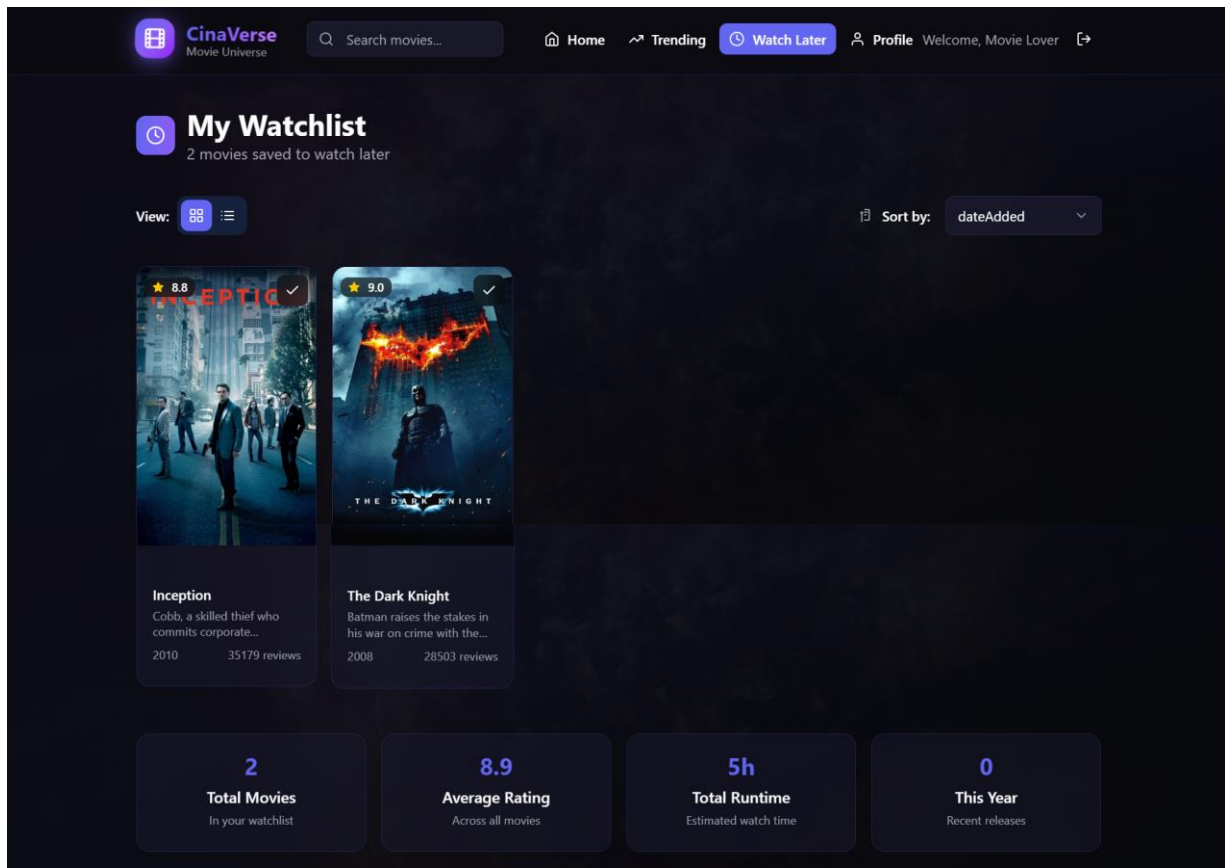 CinaVerse
Movie Universe
Search movies...
Home
Trending
Watch Later
Profile
Welcome, Movie Lover
My Watchlist
2 movies saved to watch later
View:
Sort by:
dateAdded
8.8
INCEPTIO
9.0
THE DARK KNIGHT
Inception
Cobb, a skilled thief who
commits corporate...
2010 35179 reviews
The Dark Knight
Batman raises the stakes in
his war on crime with the...
2008 28503 reviews
2
Total Movies
In your watchlist
8.9
Average Rating
Across all movies
5h
Total Runtime
Estimated watch time
0
This Year
Recent releases